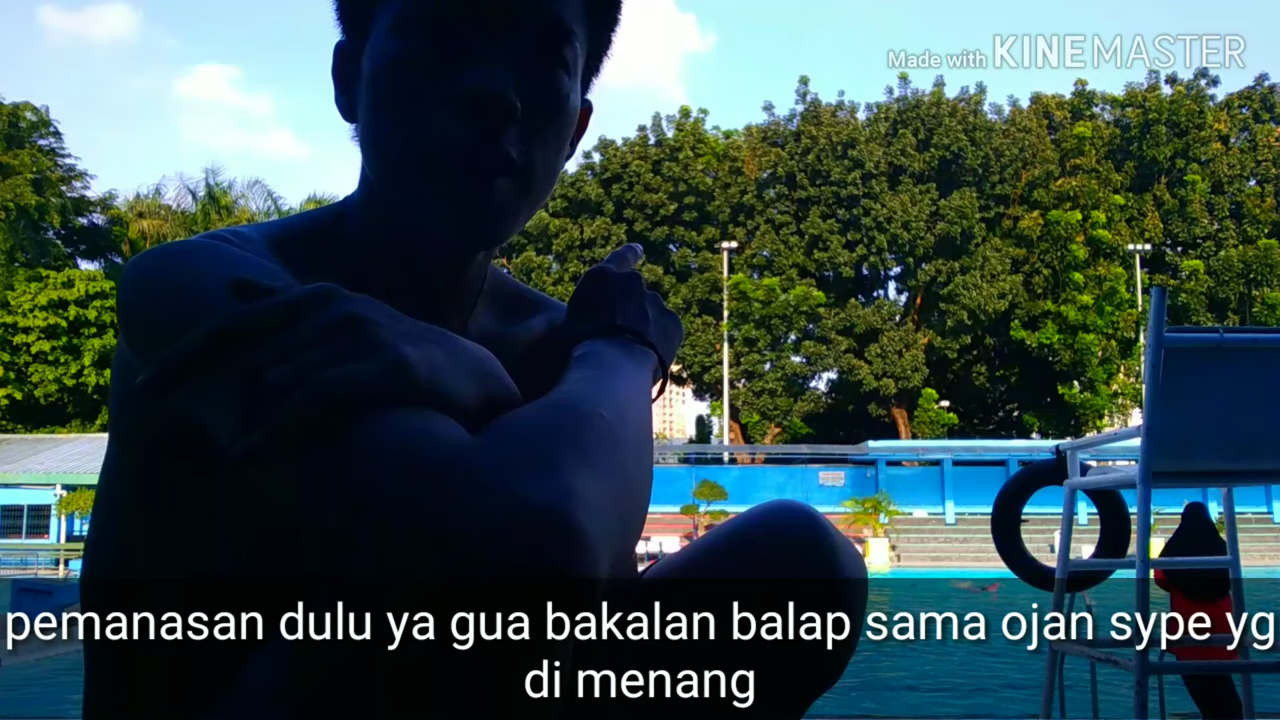 Made with KINEMASTER
pemanasan dulu ya gua bakalan balap sama ojan sype yg
di menang